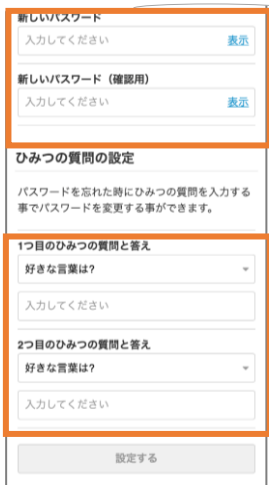 新しいパスワード
入力してください 表示
新しいパスワード（確認用）
入力してください 表示
ひみつの質問の設定
パスワードを忘れた時にひみつの質問を入力する
事でパスワードを変更する事ができます。
1つ目のひみつの質問と答え
好きな言葉は?
入力してください
2つ目のひみつの質問と答え
好きな言葉は?
入力してください
設定する